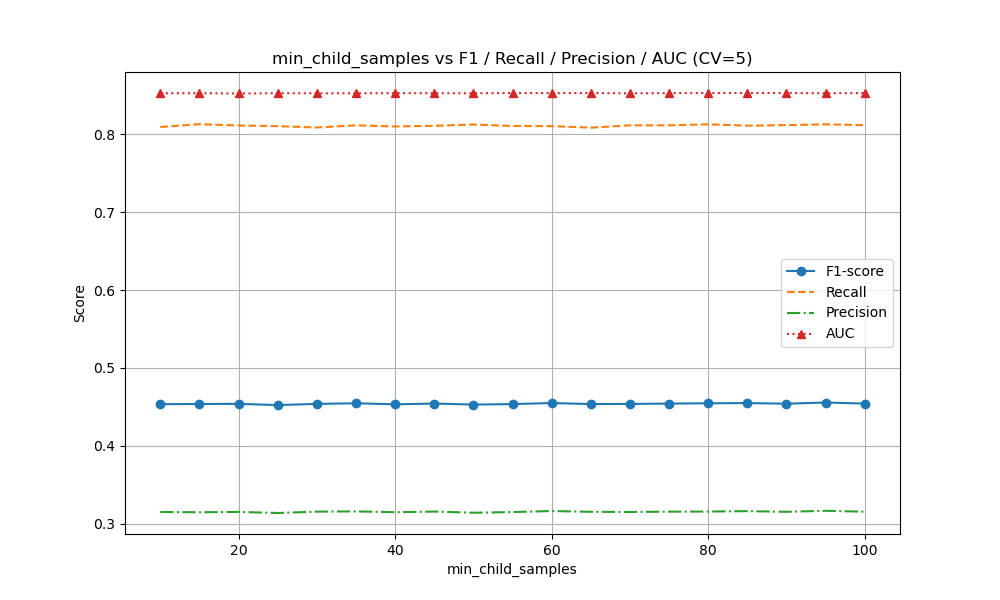 min_child_samples vs F1 / Recall / Precision / AUC (CV=5)
Score
0.8
0.7
0.6
0.5
0.4
0.3
F1-score
Recall
Precision
AUC
20 40 60 80 100
min_child_samples